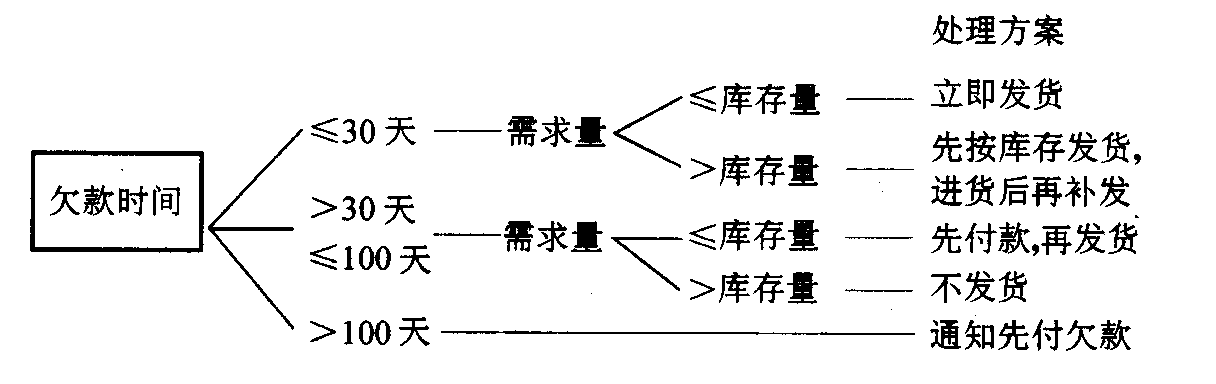 处理方案
≤库存量 立即发货
≤30天 需求量
>库存量 先按库存发货,
进货后再补发
欠款时间
>30天
需求量 ≤库存量 先付款,再发货
≤100天
>库存量 不发货
>100天 通知先付欠款